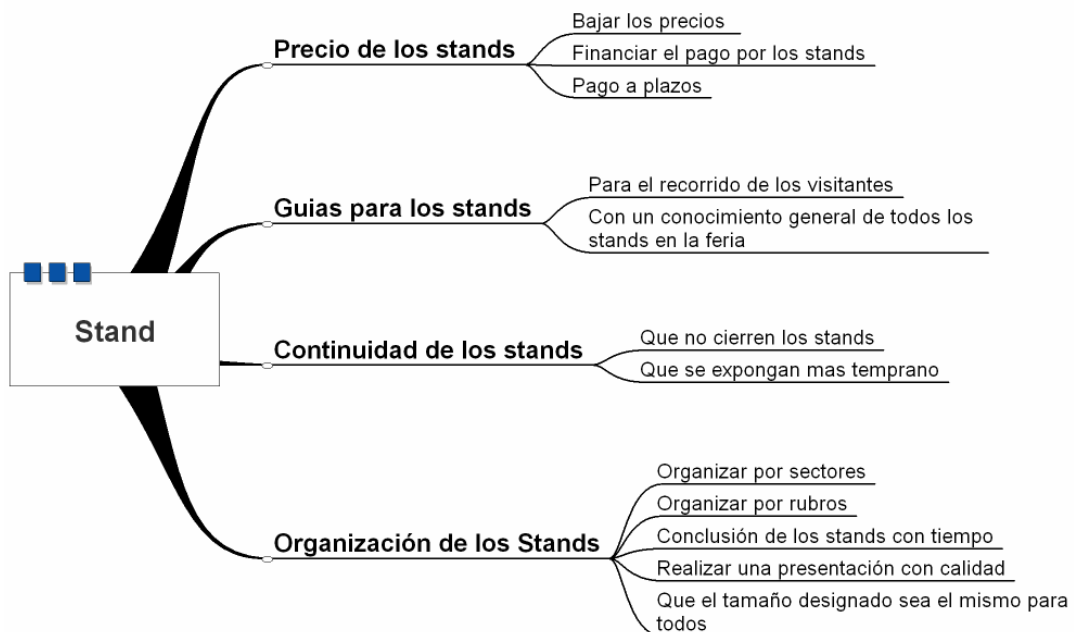 Stand
Precio de los stands
Bajar los precios
Financiar el pago por los stands
Pago a plazos
Guias para los stands
Para el recorrido de los visitantes
Con un conocimiento general de todos los
stands en la feria
Continuidad de los stands
Que no cierren los stands
Que se expongan mas temprano
Organización de los Stands
Organizar por sectores
Organizar por rubros
Conclusión de los stands con tiempo
Realizar una presentación con calidad
Que el tamaño designado sea el mismo para
todos